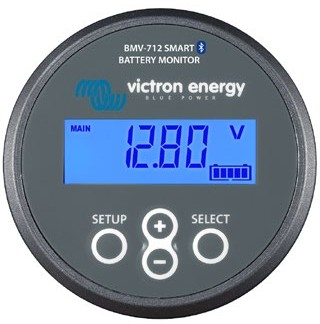 BMV-712 SMART
BATTERY MONITOR
victron energy
BLUE POWER
MAIN
12.80 V
SETUP
+
SELECT
−